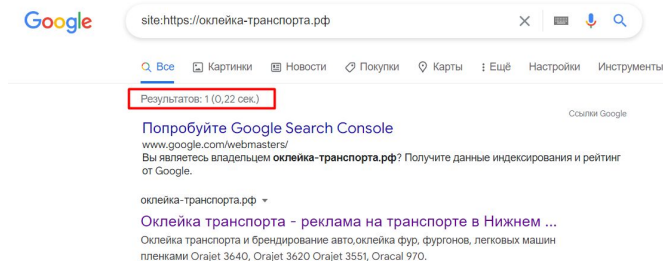 Google
site:https://оклейка-транспорта.рф
Все Картинки Новости Покупки Карты Ещё Настройки Инструменты
Результатов: 1 (0,22 сек.)
Ссылки Google
Попробуйте Google Search Console
www.google.com/webmasters/
Вы являетесь владельцем оклейка-транспорта.рф? Получите данные индексирования и рейтинг
от Google.
оклейка-транспорта.рф
Оклейка транспорта - реклама на транспорте в Нижнем ...
Оклейка транспорта и брендирование авто,оклейка фур, фургонов, легковых машин
пленками Orajet 3640, Orajet 3620 Orajet 3551, Oracal 970.